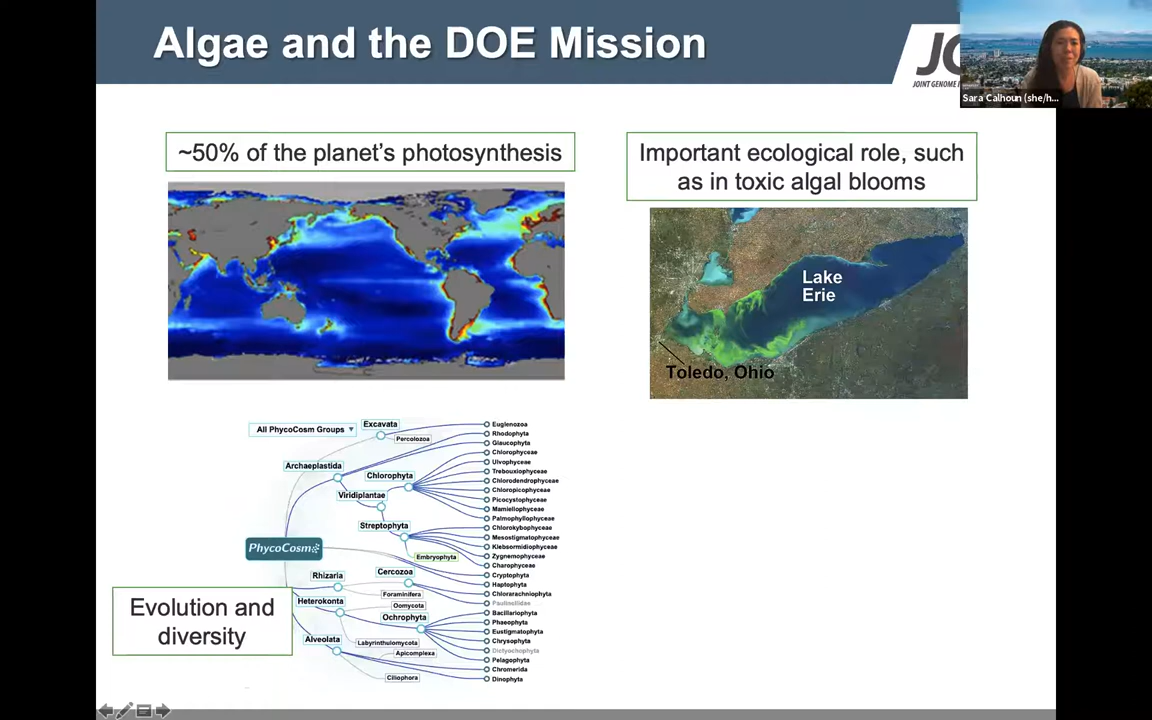 Algae and the DOE Mission
Sara Calhoun (she/h...
~50% of the planet's photosynthesis
Important ecological role, such
as in toxic algal blooms
Lake
Erie
Toledo, Ohio
All PhycoCosm Groups
Excavata
Percolozoa
Archaeplastida
Chlorophyta
Viridiplantae
Streptophyta
Embryophyta
PhycoCosm
Rhizaria
Cercozoa
Foraminifera
Heterokonta
Oomycota
Ochrophyta
Labyrinthulomycota
Alveolata
Apicomplexa
Ciliophora
Euglenozoa
Rhodophyta
Glaucophyta
Chlorophyceae
Ulvophyceae
Trebouxiophyceae
Chlorodendrophyceae
Chloropicophyceae
Picocystophyceae
Mamiellophyceae
Palmophyllophyceae
Chlorokybophyceae
Mesostigmatophyceae
Klebsormidiophyceae
Zygnemophyceae
Charophyceae
Cryptophyta
Haptophyta
Chlorarachniophyta
Paulinellidae
Bacillariophyta
Phaeophyta
Eustigmatophyta
Chrysophyta
Dictyochophyta
Pelagophyta
Chromerida
Dinophyta
Evolution and
diversity